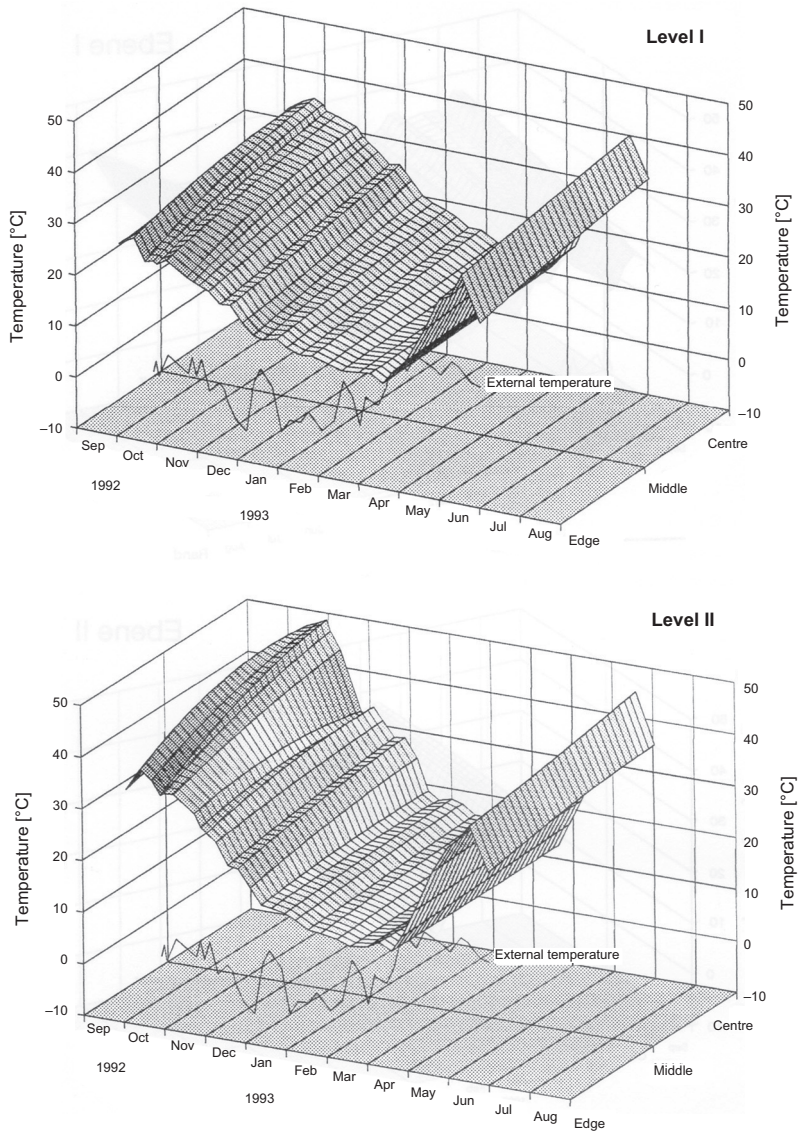 Level I
Temperature [°C]
50
40
30
20
10
0
–10
50
40
30
20
10
0
–10
Temperature [°C]
External temperature
Sep
Oct
Nov
Dec
Jan
Feb
Mar
Apr
May
Jun
Jul
Aug
1992
1993
Centre
Middle
Edge
Level II
Temperature [°C]
50
40
30
20
10
0
–10
50
40
30
20
10
0
–10
Temperature [°C]
External temperature
Sep
Oct
Nov
Dec
Jan
Feb
Mar
Apr
May
Jun
Jul
Aug
1992
1993
Centre
Middle
Edge